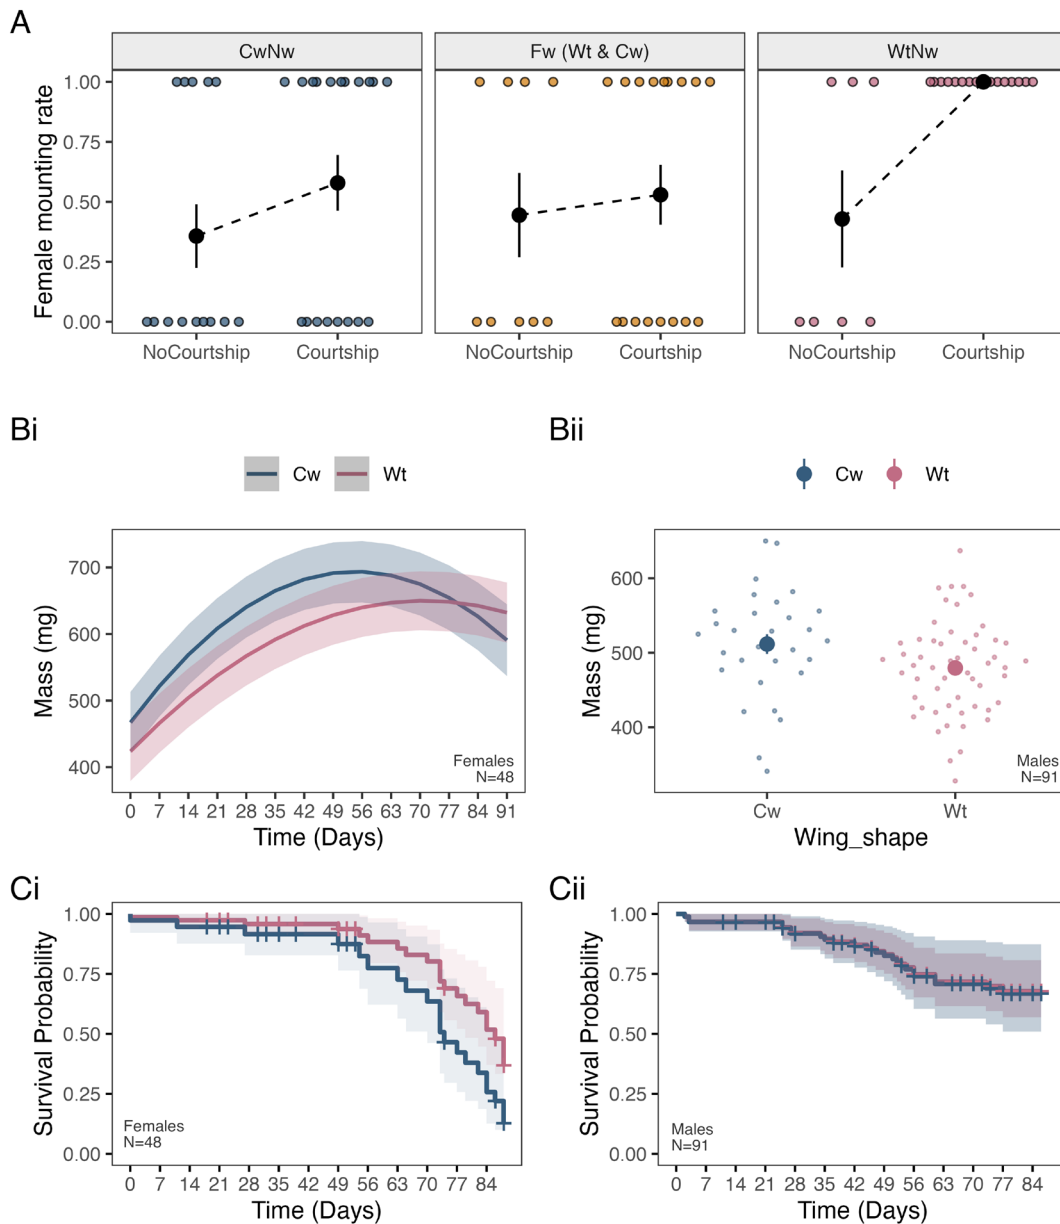 A
CwNw
Fw (Wt & Cw)
WtNw
Female mounting rate
1.00
0.75
0.50
0.25
0.00
NoCourtship Courtship
NoCourtship Courtship
NoCourtship Courtship
Bi
Cw Wt
Mass (mg)
700
600
500
400
Females
N=48
0 7 14 21 28 35 42 49 56 63 70 77 84 91
Time (Days)
Bii
Cw Wt
Mass (mg)
600
500
400
Males
N=91
Cw Wt
Wing_shape
Ci
Survival Probability
1.00
0.75
0.50
0.25
0.00
Females
N=48
0 7 14 21 28 35 42 49 56 63 70 77 84
Time (Days)
Cii
Survival Probability
1.00
0.75
0.50
0.25
0.00
Males
N=91
0 7 14 21 28 35 42 49 56 63 70 77 84
Time (Days)